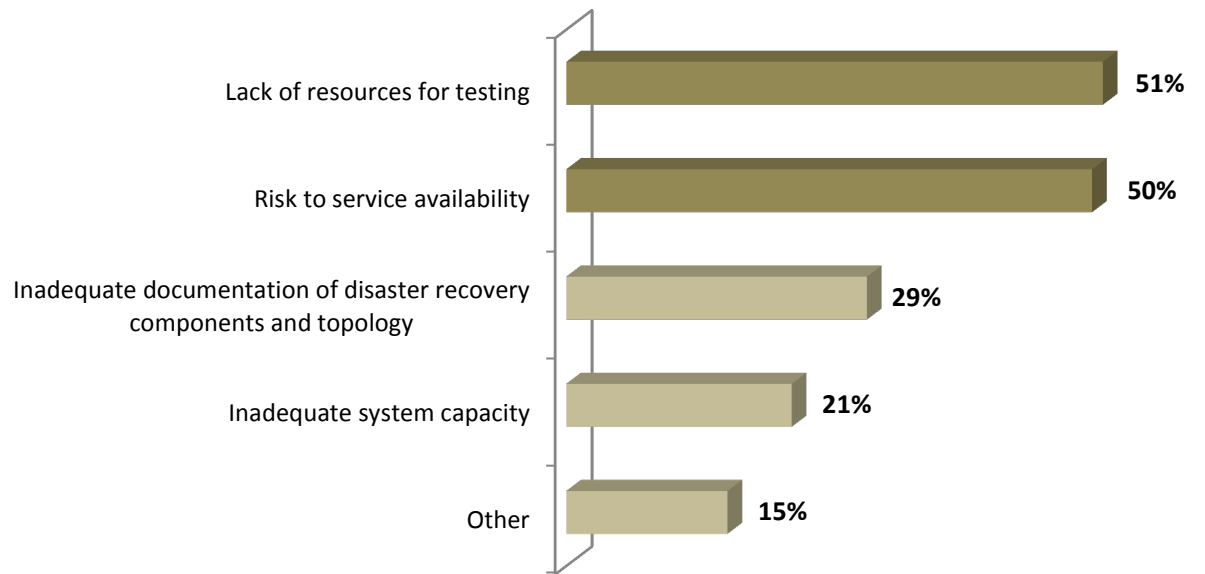 Lack of resources for testing
51%
Risk to service availability
50%
Inadequate documentation of disaster recovery
components and topology
29%
Inadequate system capacity
21%
Other
15%